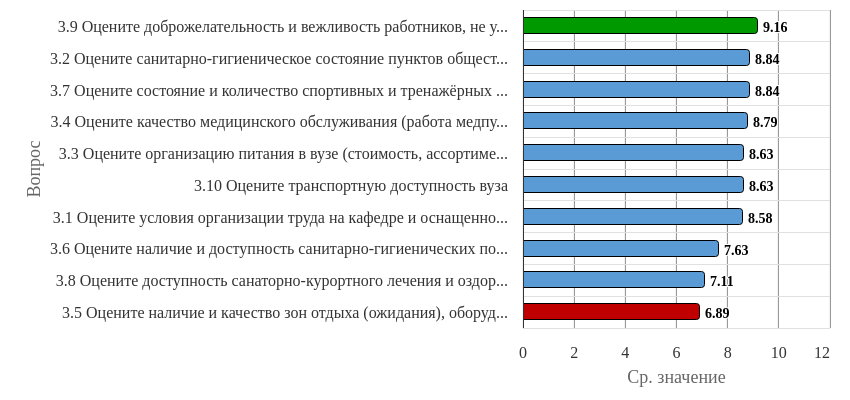 3.9 Оцените доброжелательность и вежливость работников, не у... 9.16
3.2 Оцените санитарно-гигиеническое состояние пунктов общест... 8.84
3.7 Оцените состояние и количество спортивных и тренажёрных ... 8.84
3.4 Оцените качество медицинского обслуживания (работа медпу... 8.79
3.3 Оцените организацию питания в вузе (стоимость, ассортиме... 8.63
3.10 Оцените транспортную доступность вуза 8.63
3.1 Оцените условия организации труда на кафедре и оснащенно... 8.58
3.6 Оцените наличие и доступность санитарно-гигиенических по... 7.63
3.8 Оцените доступность санаторно-курортного лечения и оздор... 7.11
3.5 Оцените наличие и качество зон отдыха (ожидания), оборуд... 6.89
Вопрос
0 2 4 6 8 10 12
Ср. значение